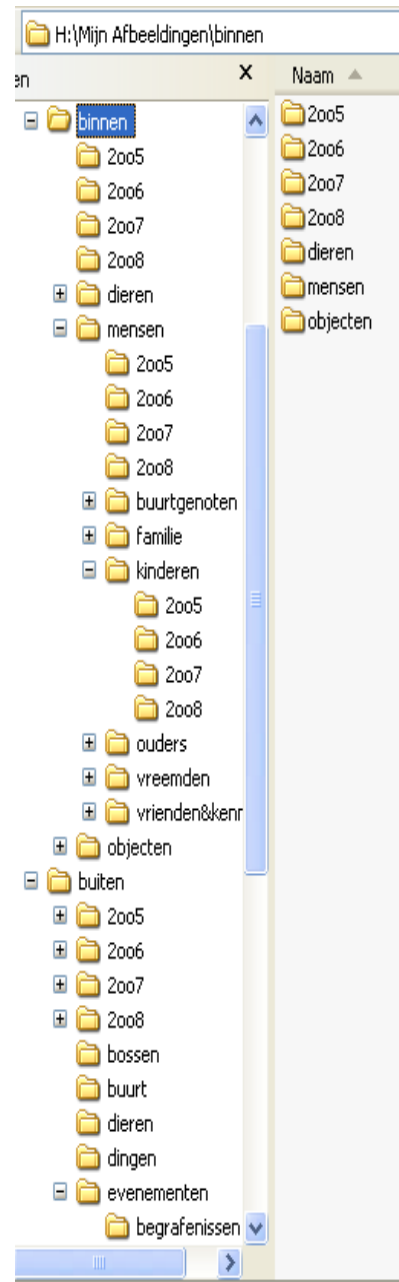 H:\Mijn Afbeeldingen\binnen
en x
binnen
2oo5
2oo6
2oo7
2oo8
dieren
mensen
2oo5
2oo6
2oo7
2oo8
buurtgenoten
familie
kinderen
2oo5
2oo6
2oo7
2oo8
ouders
vreemden
vrienden&kenr
objecten
buiten
2oo5
2oo6
2oo7
2oo8
bossen
buurt
dieren
dingen
evenementen
begrafenissen
Naam
2oo5
2oo6
2oo7
2oo8
dieren
mensen
objecten